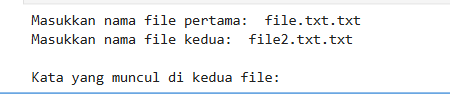 Masukkan nama file pertama:  file.txt.txt
Masukkan nama file kedua:  file2.txt.txt
Kata yang muncul di kedua file: